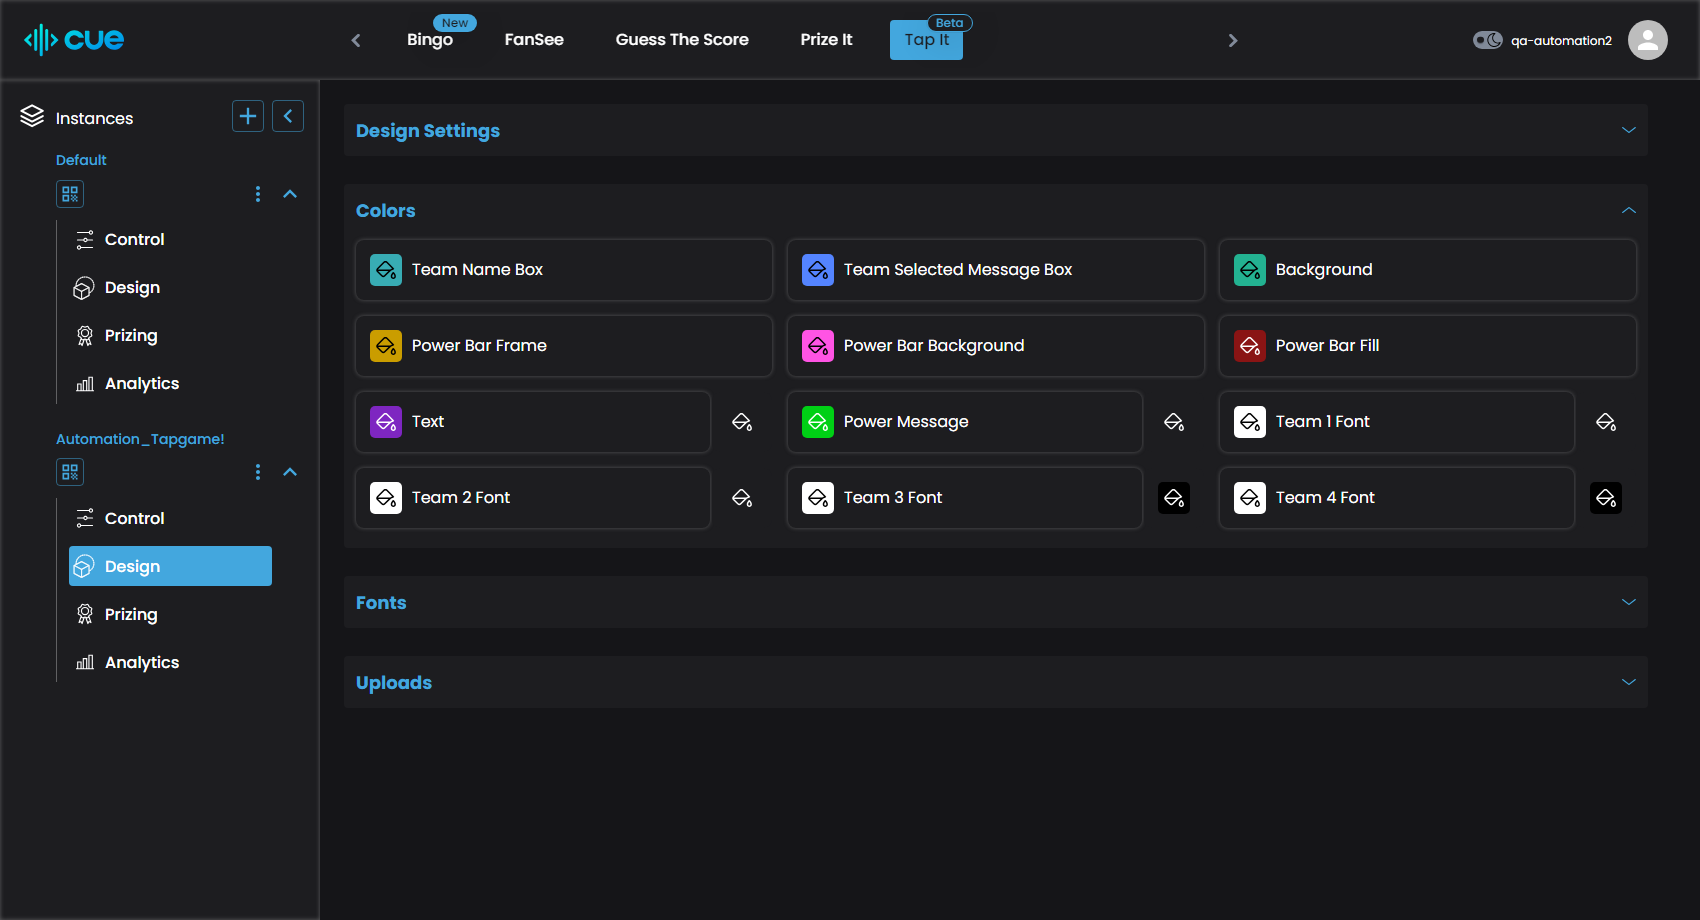 cue
Bingo
New
FanSee
Guess The Score
Prize It
Tap It
Beta
qa-automation2
Instances
Default
Control
Design
Prizing
Analytics
Automation_Tapgame!
Control
Design
Prizing
Analytics
Design Settings
Colors
Team Name Box
Team Selected Message Box
Background
Power Bar Frame
Power Bar Background
Power Bar Fill
Text
Power Message
Team 1 Font
Team 2 Font
Team 3 Font
Team 4 Font
Fonts
Uploads